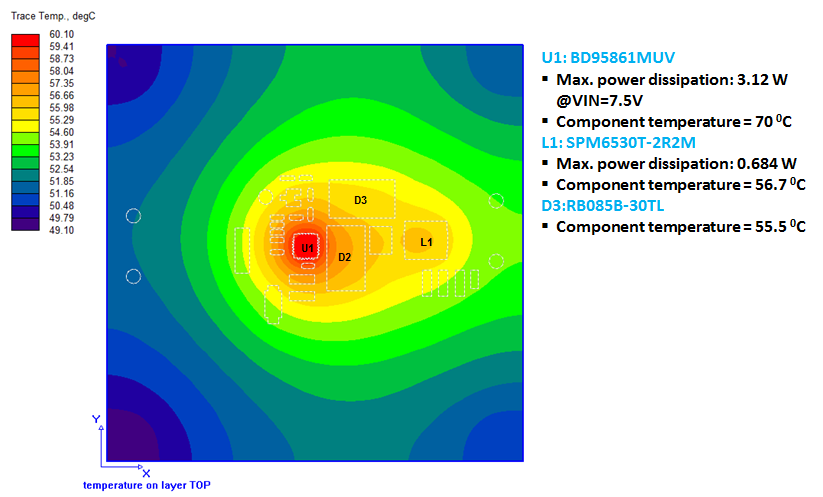 Trace Temp., degC
60.10
59.41
58.73
58.04
57.35
56.66
55.98
55.29
54.60
53.91
53.23
52.54
51.85
51.16
50.48
49.79
49.10
D3
U1
D2
L1
Y
X
temperature on layer TOP
U1: BD95861MUV
▪ Max. power dissipation: 3.12 W
@VIN=7.5V
▪ Component temperature = 70 ⁰C
L1: SPM6530T-2R2M
▪ Max. power dissipation: 0.684 W
▪ Component temperature = 56.7 ⁰C
D3:RB085B-30TL
▪ Component temperature = 55.5 ⁰C